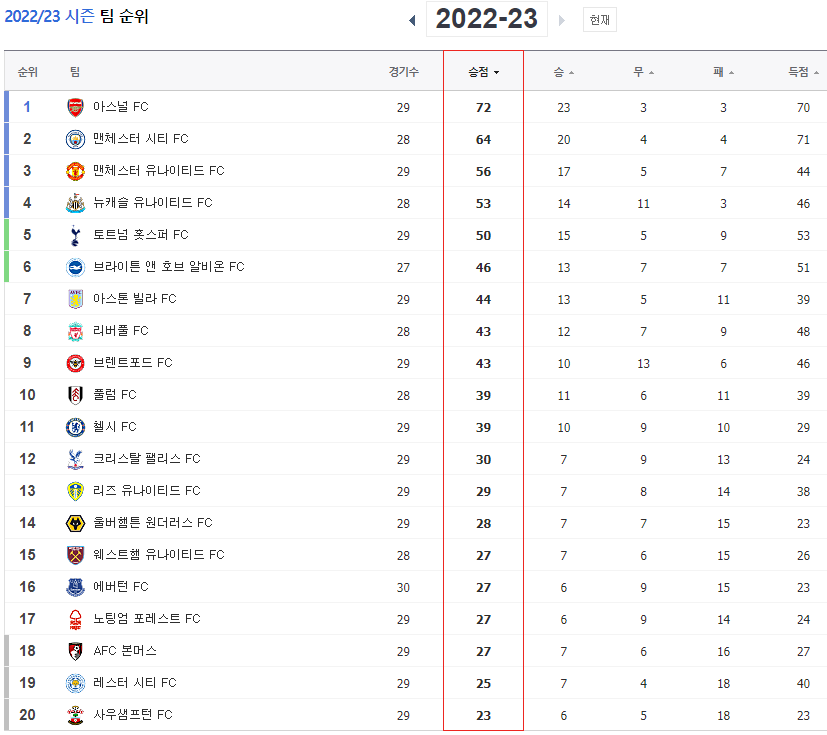 2022/23 시즌 팀 순위
2022-23 현재
순위 팀 경기수 승점 승 무 패 득점
1 아스널 FC 29 72 23 3 3 70
2 맨체스터 시티 FC 28 64 20 4 4 71
3 맨체스터 유나이티드 FC 29 56 17 5 7 44
4 뉴캐슬 유나이티드 FC 28 53 14 11 3 46
5 토트넘 홋스퍼 FC 29 50 15 5 9 53
6 브라이튼 앤 호브 알비온 FC 27 46 13 7 7 51
7 아스톤 빌라 FC 29 44 13 5 11 39
8 리버풀 FC 28 43 12 7 9 48
9 브렌트포드 FC 29 43 10 13 6 46
10 풀럼 FC 28 39 11 6 11 39
11 첼시 FC 29 39 10 9 10 29
12 크리스탈 팰리스 FC 29 30 7 9 13 24
13 리즈 유나이티드 FC 29 29 7 8 14 38
14 울버햄튼 원더러스 FC 29 28 7 7 15 23
15 웨스트햄 유나이티드 FC 28 27 7 6 15 26
16 에버턴 FC 30 27 6 9 15 23
17 노팅엄 포레스트 FC 29 27 6 9 14 24
18 AFC 본머스 29 27 7 6 16 27
19 레스터 시티 FC 29 25 7 4 18 40
20 사우샘프턴 FC 29 23 6 5 18 23